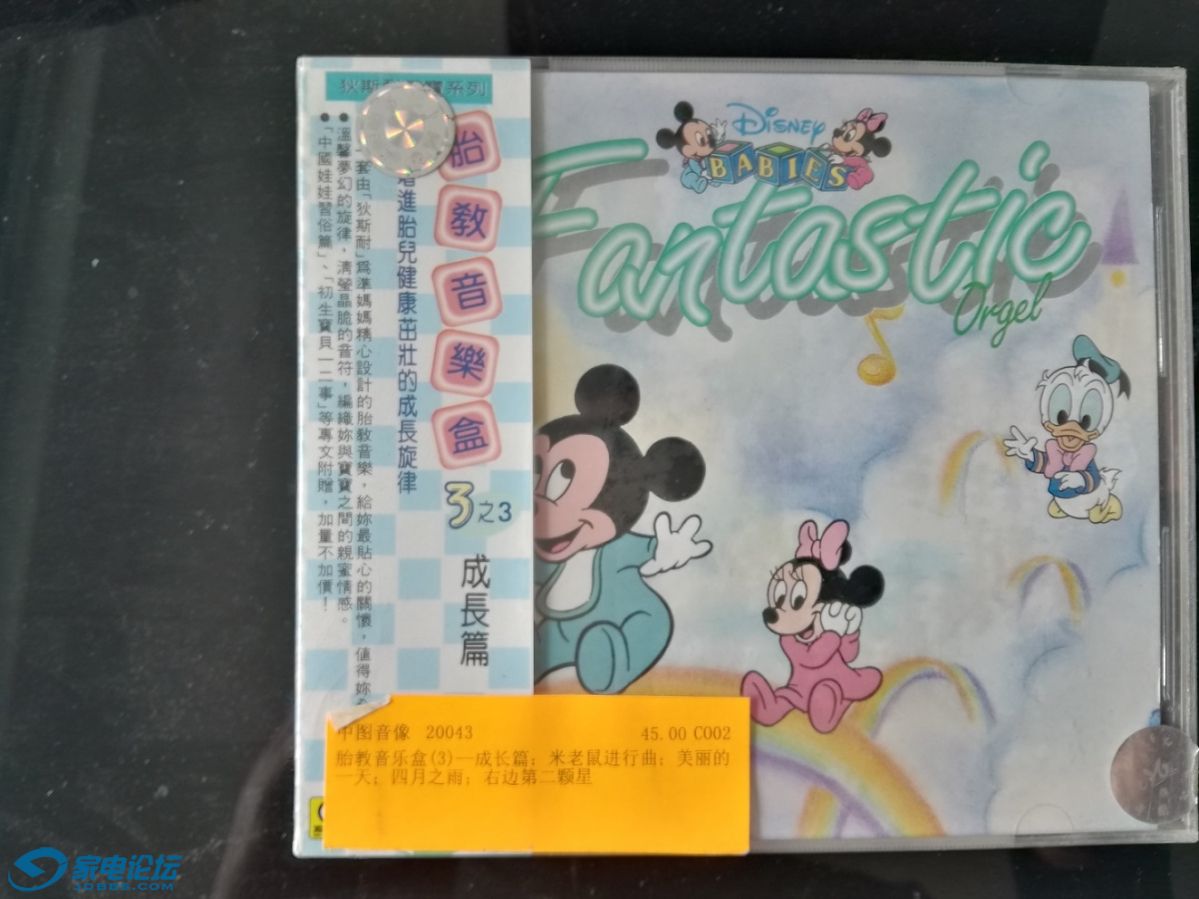 狄斯
系列
胎教音樂盒
3之3
成長篇
進胎兒健康茁壯的成長旋律
套由「狄斯耐」為準媽媽精心設計的胎教音樂，給妳最貼心的關懷，值得妳
●溫馨夢幻的旋律，清瑩晶脆的音符，編織妳與寶寶之間的親蜜情感。
●「中國娃娃習俗篇」、「初生寶貝一二事」等專文附贈，加量不加價！
Disney
BABIES
Fantastic
Orgel
中图音像 20043 45.00 C002
胎教音乐盒(3)—成长篇；米老鼠进行曲；美丽的
一天；四月之雨；右边第二颗星
家电论坛
JDBBS.COM